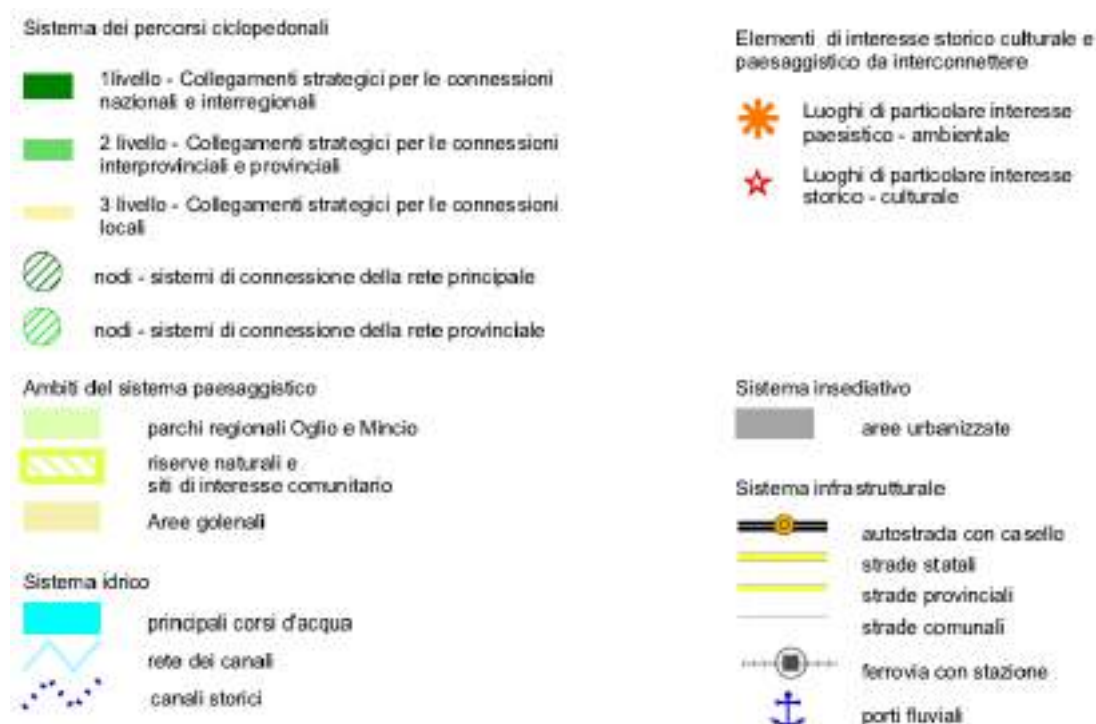 Sistema dei percorsi ciclopedonali
1livello - Collegamenti strategici per le connessioni
nazionali e interregionali
2 livello - Collegamenti strategici per le connessioni
interprovinciali e provinciali
3 livello - Collegamenti strategici per le connessioni
locali
nodi - sistemi di connessione della rete principale
nodi - sistemi di connessione della rete provinciale
Ambiti del sistema paesaggistico
parchi regionali Oglio e Mincio
riserve naturali e
siti di interesse comunitario
Aree golenali
Sistema idrico
principali corsi d'acqua
rete dei canali
canali storici
Elementi di interesse storico culturale e
paesaggistico da interconnettere
Luoghi di particolare interesse
paesistico - ambientale
Luoghi di particolare interesse
storico - culturale
Sistema insediativo
aree urbanizzate
Sistema infrastrutturale
autostrada con casello
strade statali
strade provinciali
strade comunali
ferrovia con stazione
porti fluviali